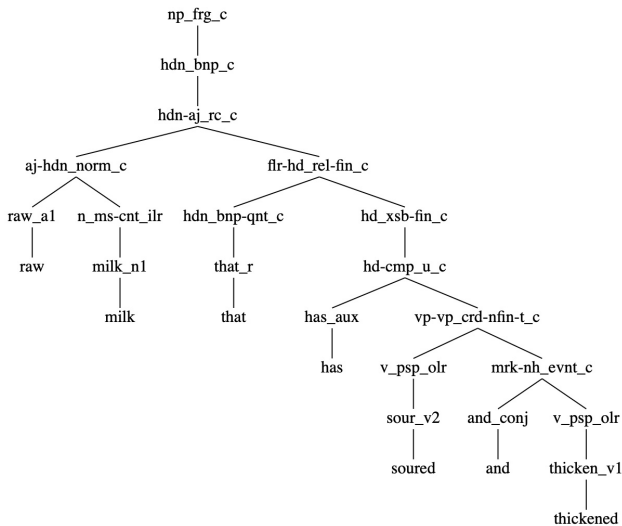 np_frg_c
hdn_bnp_c
hdn-aj_rc_c
aj-hdn_norm_c flr-hd_rel-fin_c
raw_a1 n_ms-cnt_ilr hdn_bnp-qnt_c hd_xsb-fin_c
raw milk_n1 that_r hd-cmp_u_c
milk that has_aux vp-vp_crd-nfin-t_c
has v_psp_olr mrk-nh_evnt_c
sour_v2 and_conj v_psp_olr
soured and thicken_v1
thickened